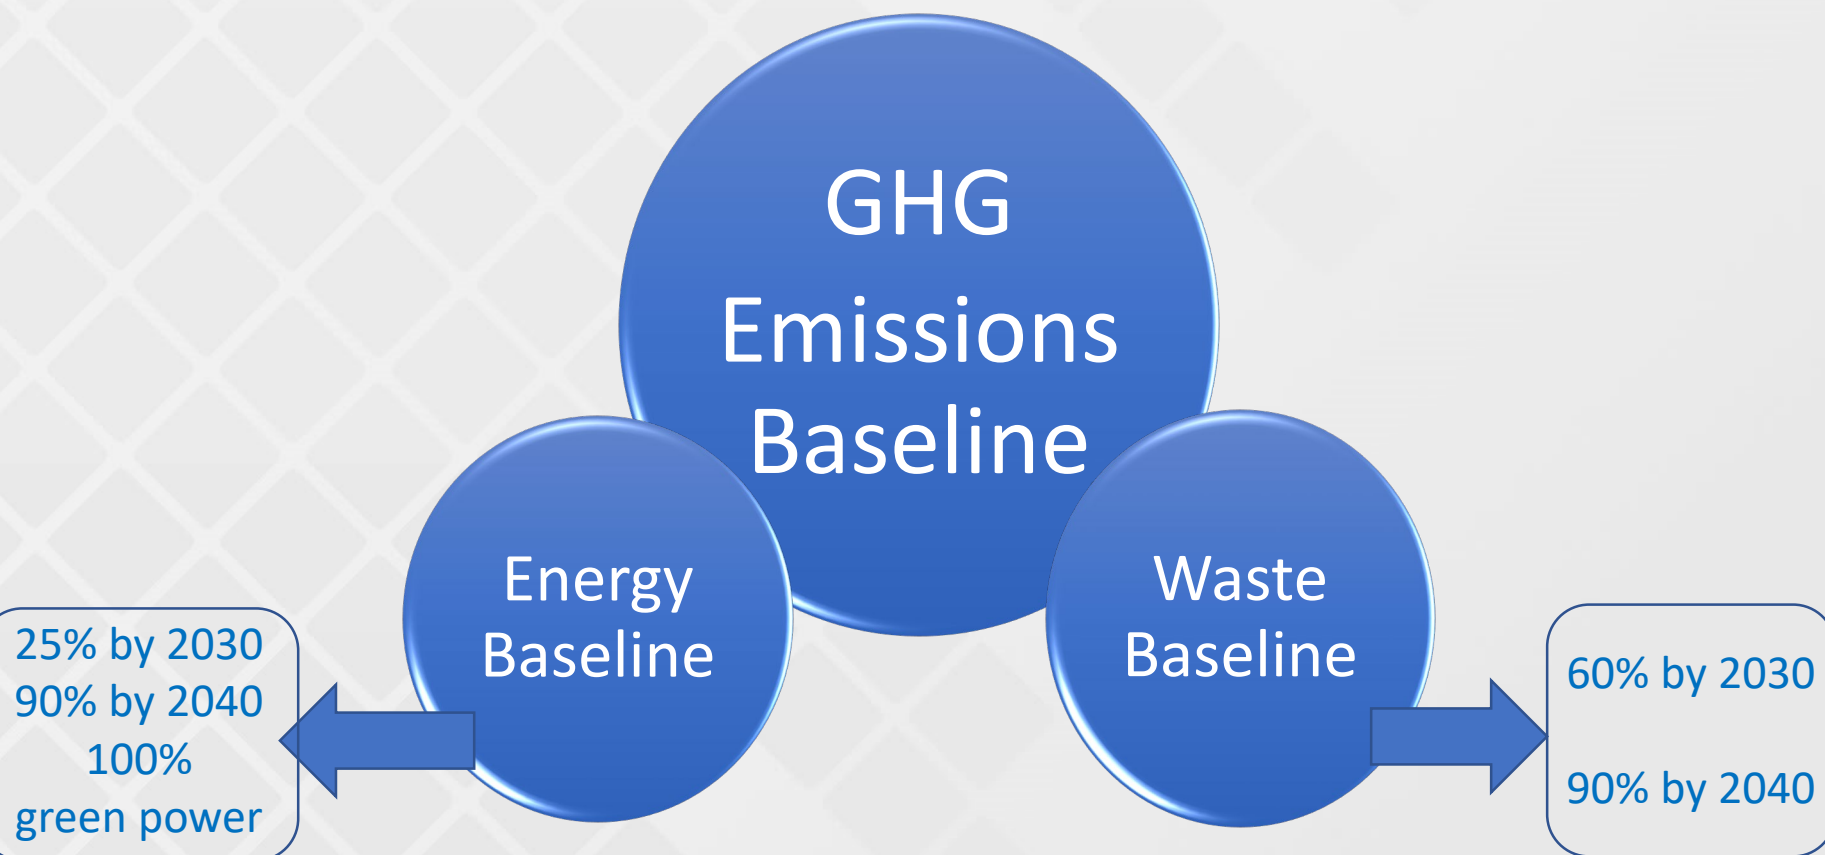 GHG
Emissions
Baseline
Energy
Baseline
Waste
Baseline
25% by 2030
90% by 2040
100%
green power
60% by 2030
90% by 2040